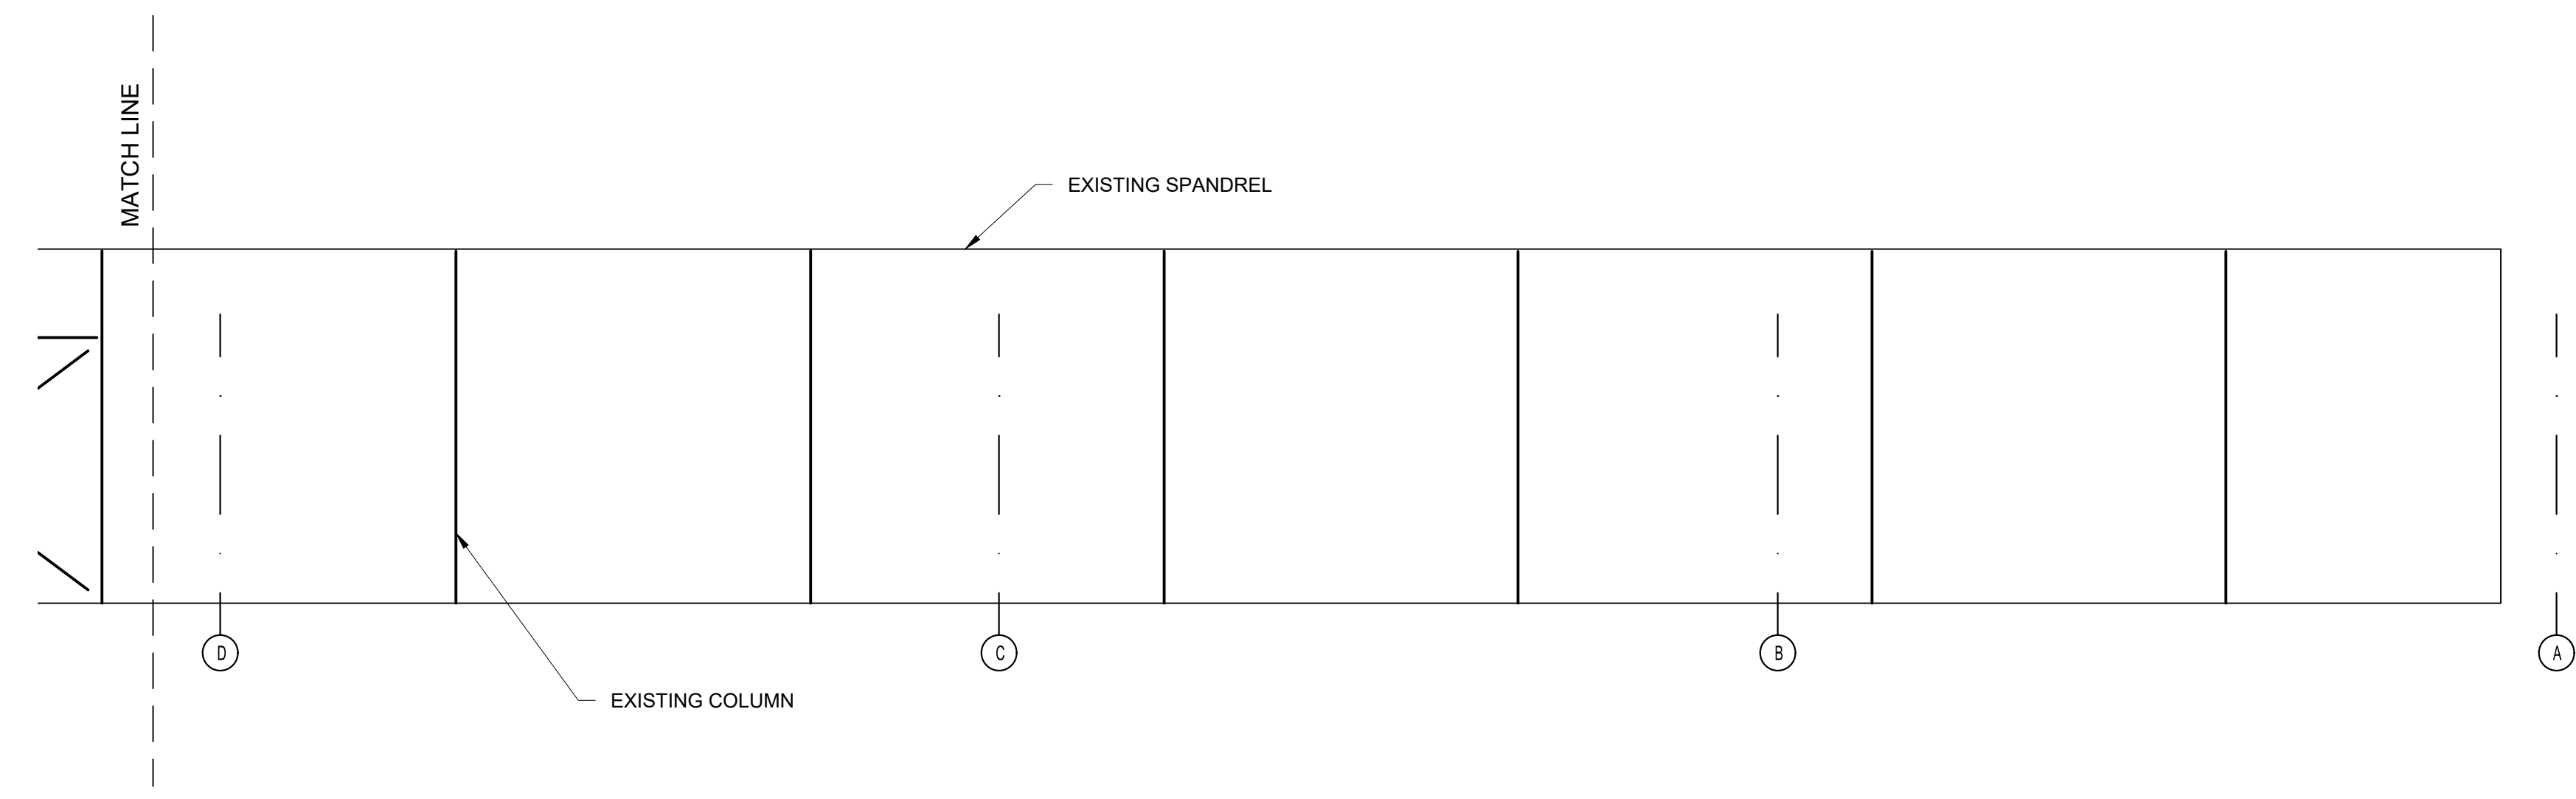 MATCH LINE
EXISTING SPANDREL
D
C
B
A
EXISTING COLUMN